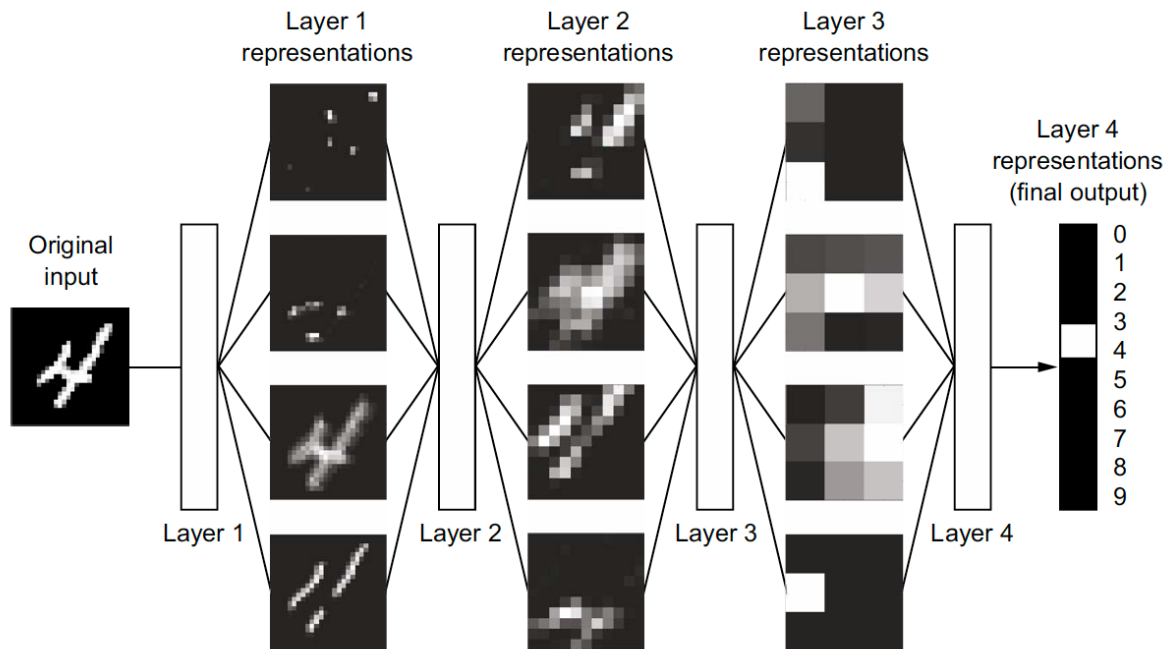 Layer 1
representations
Layer 2
representations
Layer 3
representations
Layer 4
representations
(final output)
Original
input
0
1
2
3
4
5
6
7
8
9
Layer 1
Layer 2
Layer 3
Layer 4